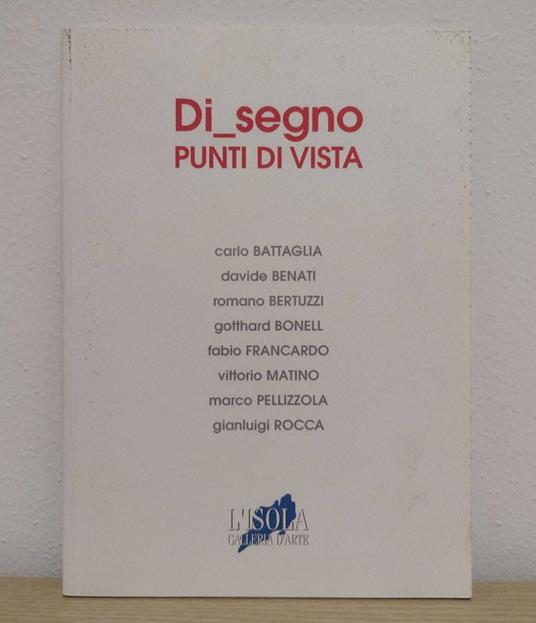 Di_segno
PUNTI DI VISTA
carlo BATTAGLIA
davide BENATI
romano BERTUZZI
gotthard BONELL
fabio FRANCARDO
vittorio MATINO
marco PELLIZZOLA
gianluigi ROCCA
L'ISOLA
GALLERIA D'ARTE